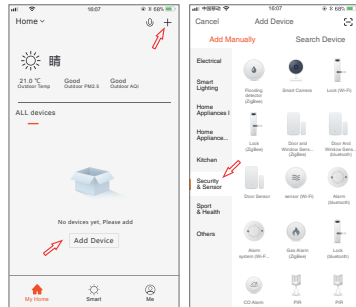 16:07
68%
Home
晴
21.0 ℃
Outdoor Temp
Good
Outdoor PM2.5
Good
Outdoor AQI
ALL devices
No devices yet, Please add
Add Device
My Home
Smart
Me
中国移动
16:07
68%
Cancel
Add Device
Add Manually
Search Device
Electrical
Smart
Lighting
Home
Appliances I
Home
Appliance...
Kitchen
Security
& Sensor
Sport
& Health
Others
Flooding
detector
(ZigBee)
Smart Camera
Lock (Wi-Fi)
Lock
(ZigBee)
Door and
Window Sens...
(ZigBee)
Door And
Window Sens...
(bluetooth)
Door Sensor
sensor (Wi-Fi)
Alarm
(bluetooth)
Alarm
system (Wi-F...
Gas Alarm
(ZigBee)
Lock
(bluetooth)
CO Alarm
PIR
PIR